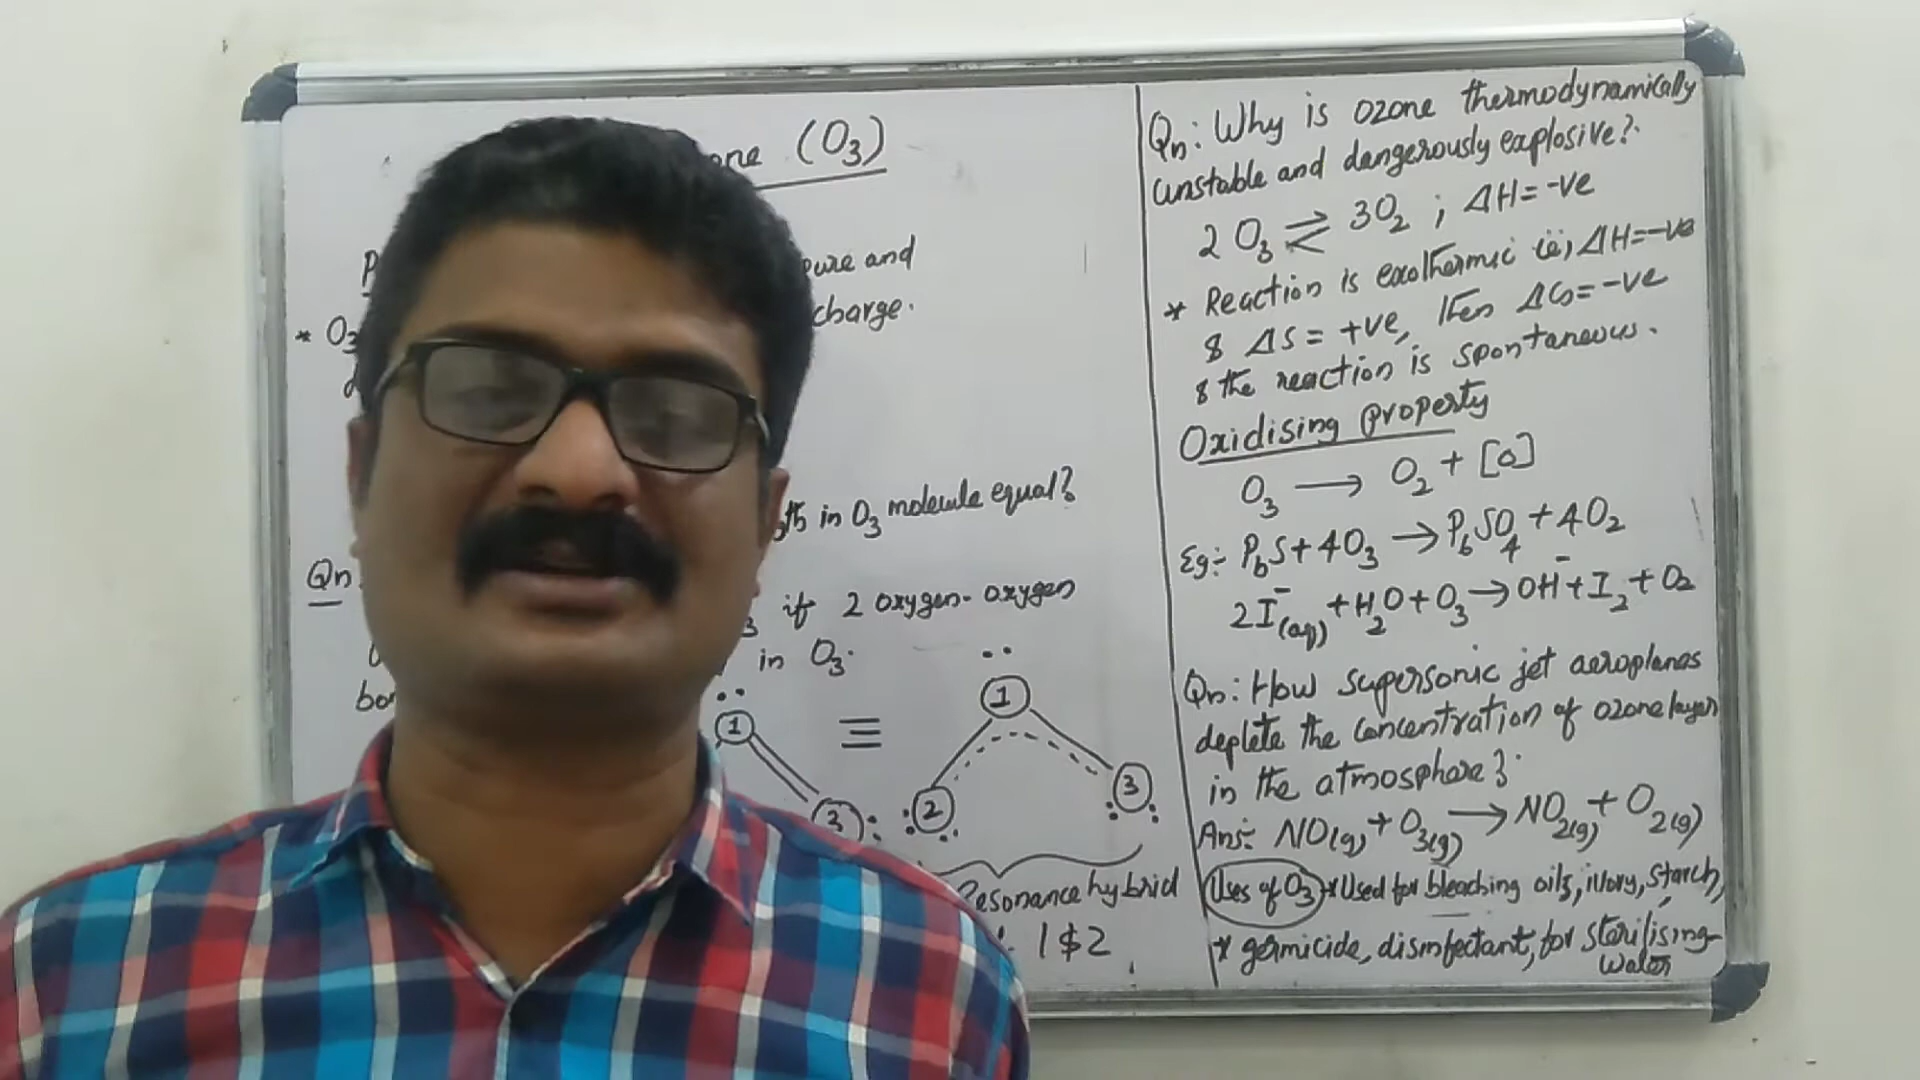 one (O₃)
P
ure and
* O₃
charge.
th in O₃ molecule equal?
Qn
if 2 oxygen-oxygen
3
in O₃.
bon
1
3
≡
1
2
3
Resonance hybrid
1 $ 2
Qn: Why is ozone thermodynamically
unstable and dangerously explosive?
2 O₃ ⇌ 3O₂ ; ΔH = -ve
* Reaction is exothermic ie, ΔH = -ve
& ΔS = +ve, then ΔG = -ve
& the reaction is spontaneous.
Oxidising property
O₃ → O₂ + [O]
Eg:- PbS + 4O₃ → PbSO₄ + 4O₂
2I⁻(aq) + H₂O + O₃ → OH⁻ + I₂ + O₂
Qn: How supersonic jet aeroplanes
deplete the concentration of ozone layer
in the atmosphere?
Ans:- NO(g) + O₃(g) → NO₂(g) + O₂(g)
Uses of O₃ * Used for bleaching oils, ivory, starch,
* germicide, disinfectant, for sterilising
water